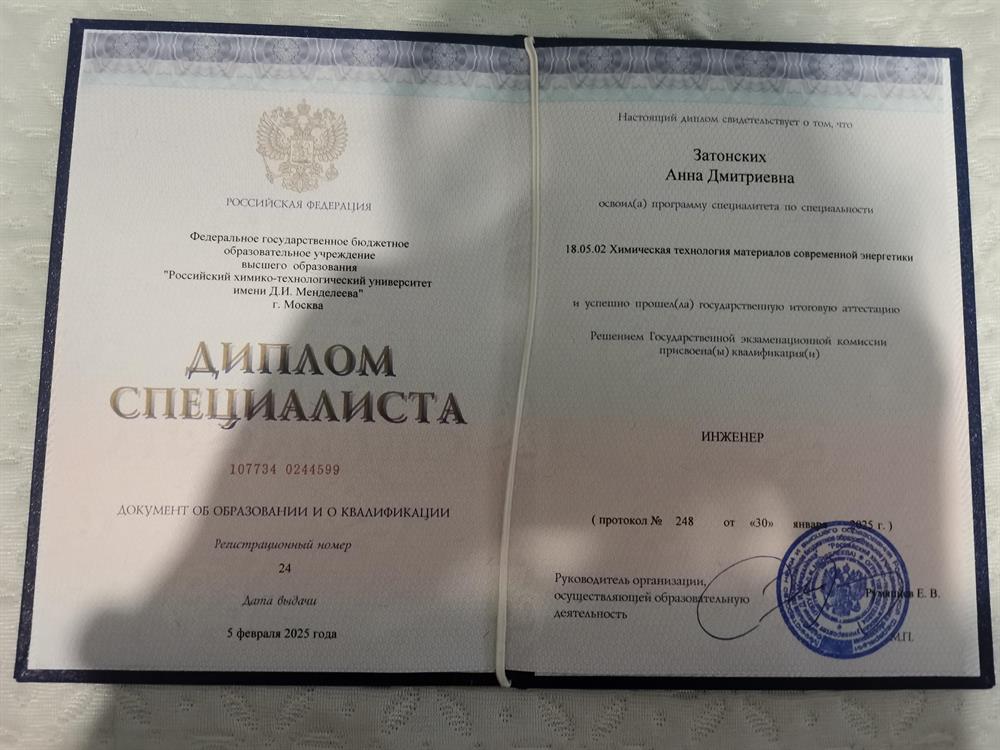 РОССИЙСКАЯ ФЕДЕРАЦИЯ
Федеральное государственное бюджетное
образовательное учреждение
высшего образования
"Российский химико-технологический университет
имени Д.И. Менделеева"
г. Москва
ДИПЛОМ
СПЕЦИАЛИСТА
107734 0244599
ДОКУМЕНТ ОБ ОБРАЗОВАНИИ И О КВАЛИФИКАЦИИ
Регистрационный номер
24
Дата выдачи
5 февраля 2025 года
Настоящий диплом свидетельствует о том, что
Затонских
Анна Дмитриевна
освоил(а) программу специалитета по специальности
18.05.02 Химическая технология материалов современной энергетики
и успешно прошел(ла) государственную итоговую аттестацию
Решением Государственной экзаменационной комиссии
присвоена(ы) квалификация(и)
ИНЖЕНЕР
( протокол № 248 от «30» января 2025 г. )
Руководитель организации,
осуществляющей образовательную
деятельность
Румянцев Е. В.
М.П.